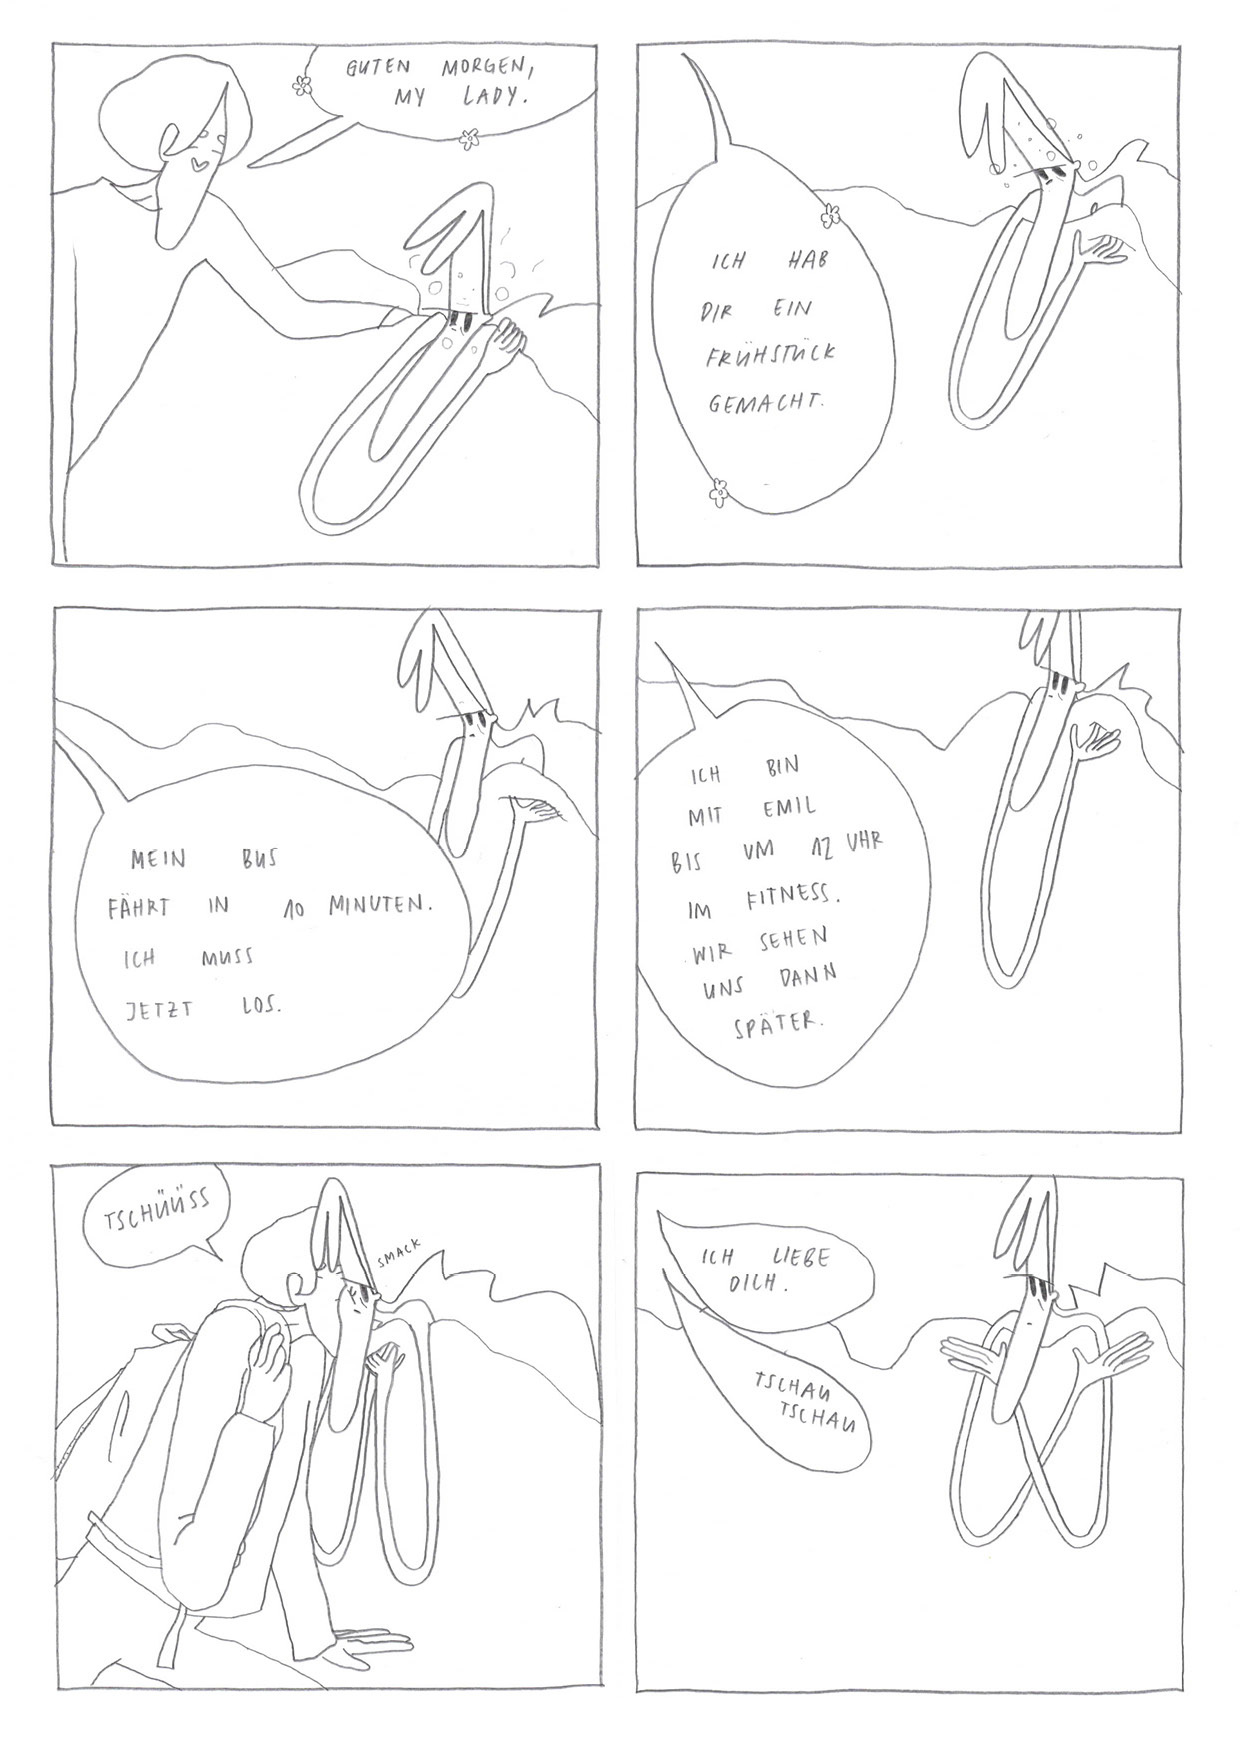 GUTEN MORGEN,
MY LADY.
ICH HAB
DIR EIN
FRÜHSTÜCK
GEMACHT.
MEIN BUS
FÄHRT IN 10 MINUTEN.
ICH MUSS
JETZT LOS.
ICH BIN
MIT EMIL
BIS UM 12 UHR
IM FITNESS.
WIR SEHEN
UNS DANN
SPÄTER.
TSCHÜÜSS
SMACK
ICH LIEBE
DICH.
TSCHAU
TSCHAU